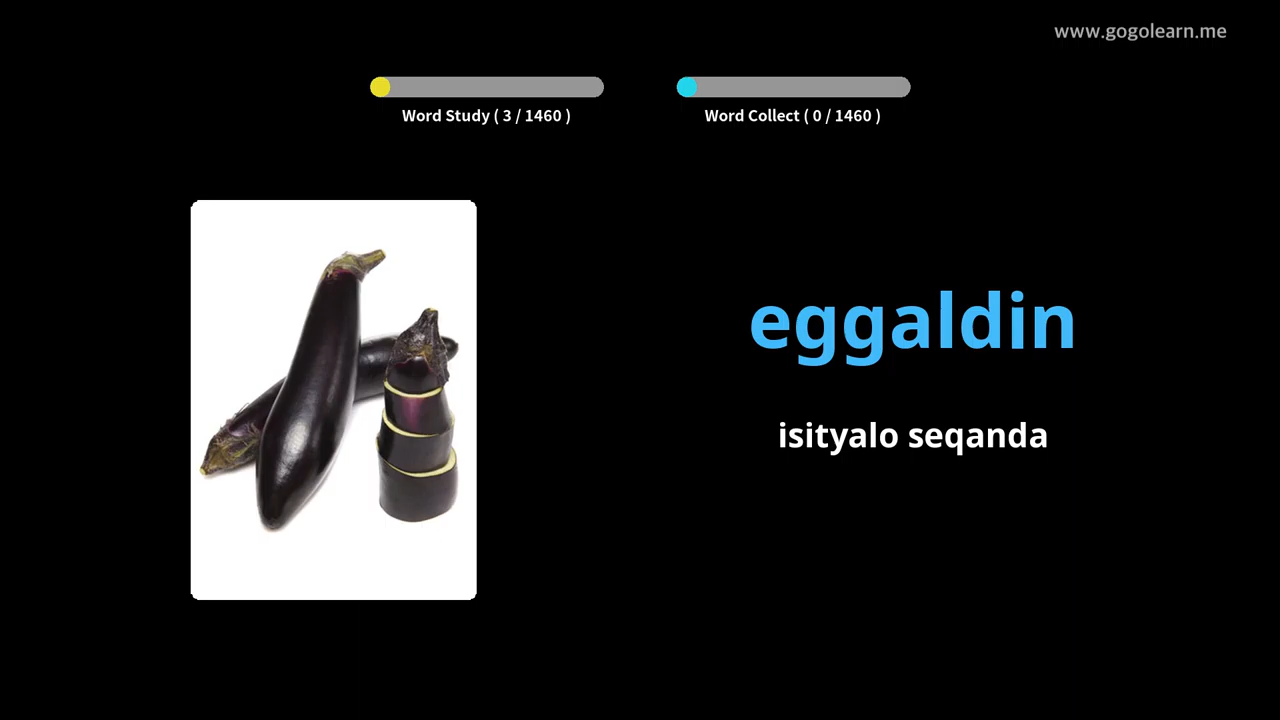 www.gogolearn.me
Word Study ( 3 / 1460 )
Word Collect ( 0 / 1460 )
eggaldin
isityalo seqanda